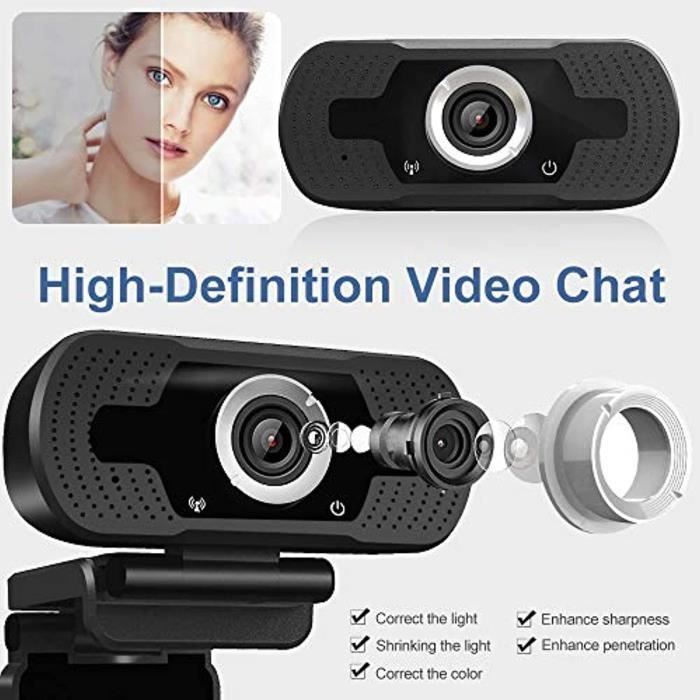 High-Definition Video Chat
Correct the light
Enhance sharpness
Shrinking the light
Enhance penetration
Correct the color